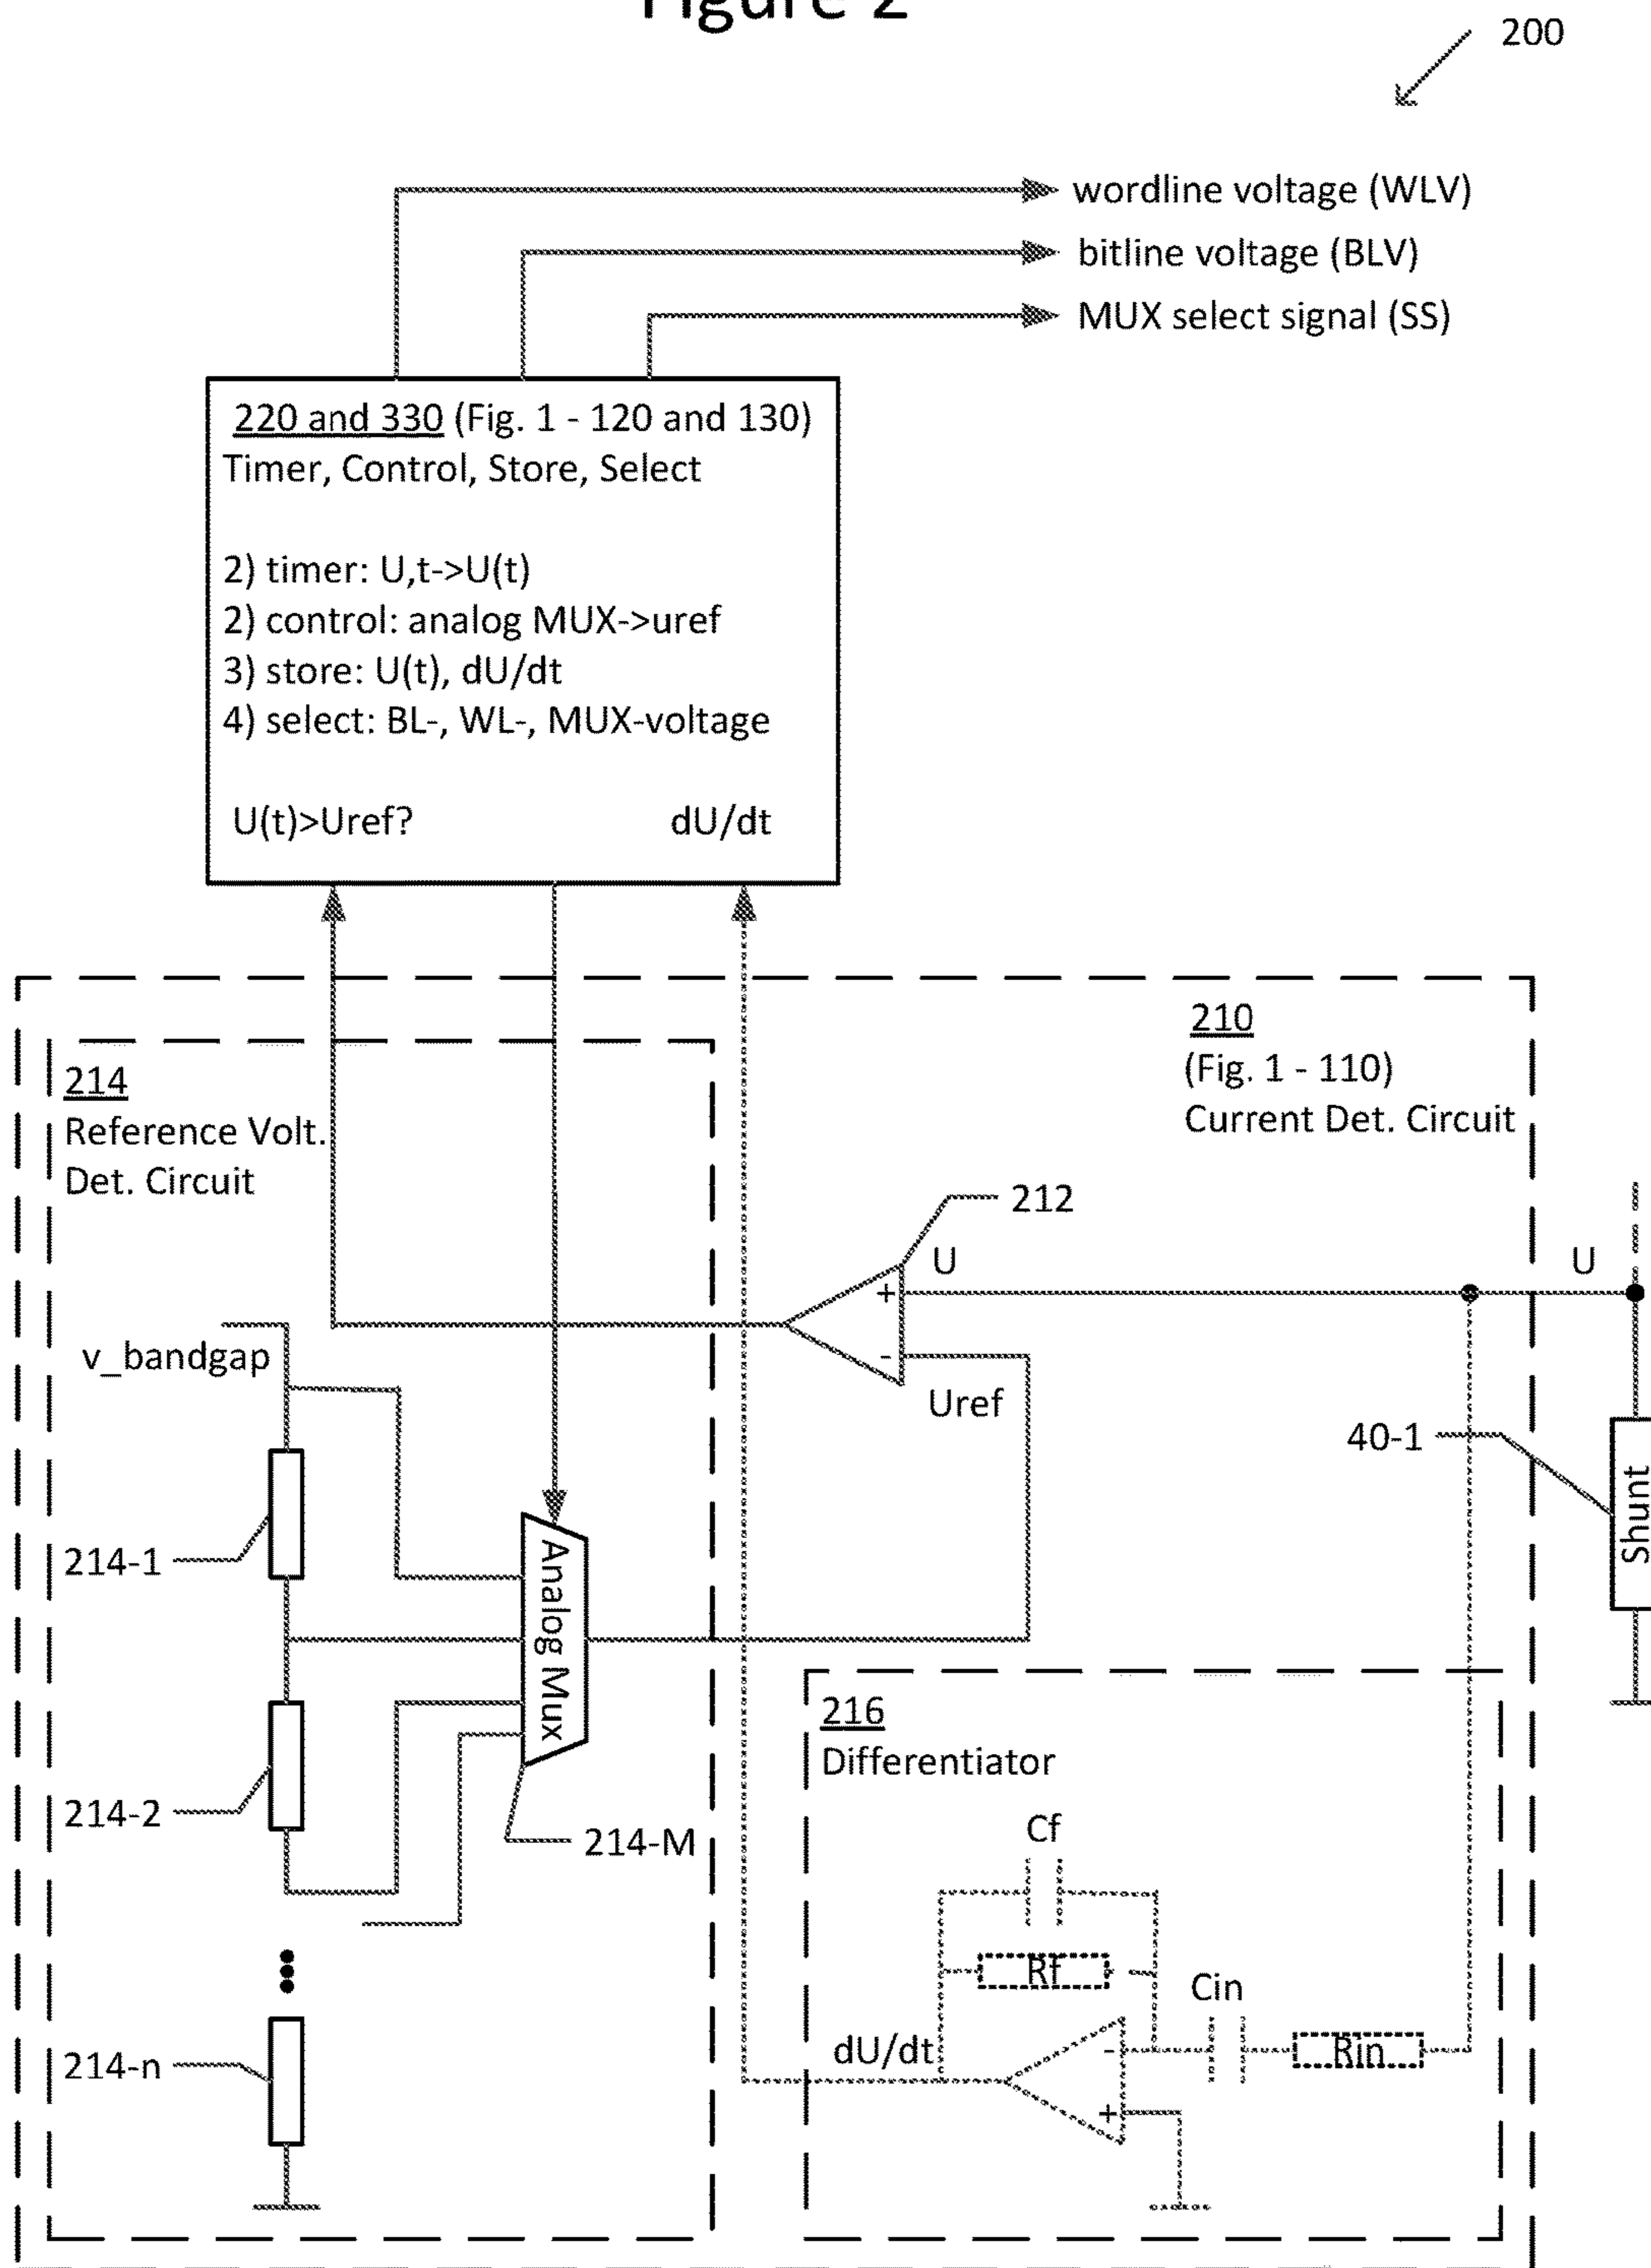 Figure 2
200
wordline voltage (WLV)
bitline voltage (BLV)
MUX select signal (SS)
220 and 330 (Fig. 1 - 120 and 130)
Timer, Control, Store, Select
2) timer: U,t->U(t)
2) control: analog MUX->uref
3) store: U(t), dU/dt
4) select: BL-, WL-, MUX-voltage
U(t)>Uref?
dU/dt
210
(Fig. 1 - 110)
Current Det. Circuit
214
Reference Volt.
Det. Circuit
212
U
U
+
-
Uref
v_bandgap
40-1
Shunt
214-1
Analog Mux
214-2
214-M
216
Differentiator
Cf
Rf
Cin
Rin
dU/dt
-
+
214-n